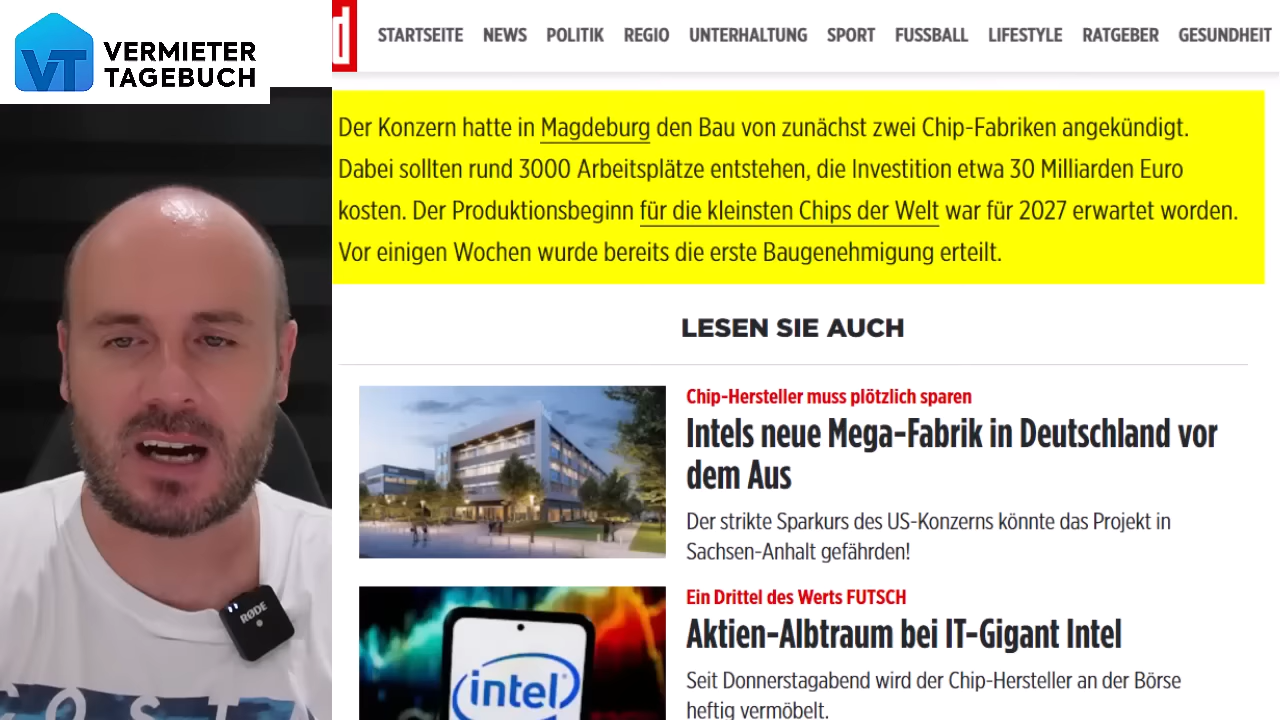 VERMIETER
TAGEBUCH
VT
d
STARTSEITE NEWS POLITIK REGIO UNTERHALTUNG SPORT FUSSBALL LIFESTYLE RATGEBER GESUNDHEIT
Der Konzern hatte in Magdeburg den Bau von zunächst zwei Chip-Fabriken angekündigt.
Dabei sollten rund 3000 Arbeitsplätze entstehen, die Investition etwa 30 Milliarden Euro
kosten. Der Produktionsbeginn für die kleinsten Chips der Welt war für 2027 erwartet worden.
Vor einigen Wochen wurde bereits die erste Baugenehmigung erteilt.
LESEN SIE AUCH
Chip-Hersteller muss plötzlich sparen
Intels neue Mega-Fabrik in Deutschland vor
dem Aus
Der strikte Sparkurs des US-Konzerns könnte das Projekt in
Sachsen-Anhalt gefährden!
Ein Drittel des Werts FUTSCH
Aktien-Albtraum bei IT-Gigant Intel
Seit Donnerstagabend wird der Chip-Hersteller an der Börse
heftig vermöbelt.
intel
RØDE